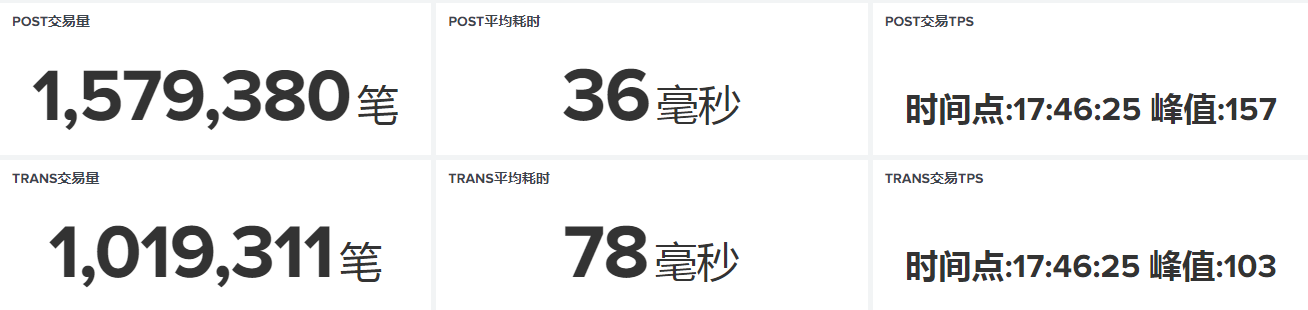 POST交易量
1,579,380笔
POST平均耗时
36毫秒
POST交易TPS
时间点:17:46:25 峰值:157
TRANS交易量
1,019,311笔
TRANS平均耗时
78毫秒
TRANS交易TPS
时间点:17:46:25 峰值:103